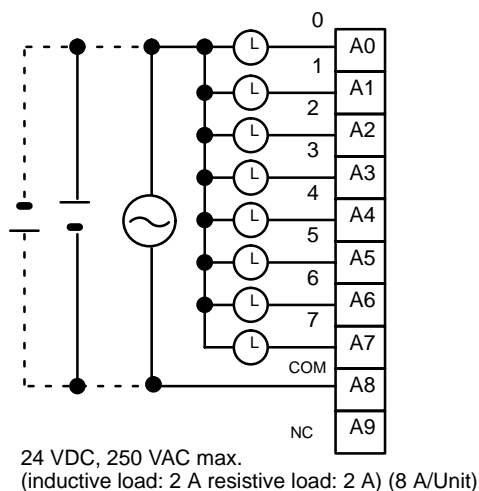 0
L A0
1
L A1
2
L A2
3
L A3
4
L A4
5
L A5
6
L A6
7
L A7
COM A8
NC A9
24 VDC, 250 VAC max.
(inductive load: 2 A resistive load: 2 A) (8 A/Unit)